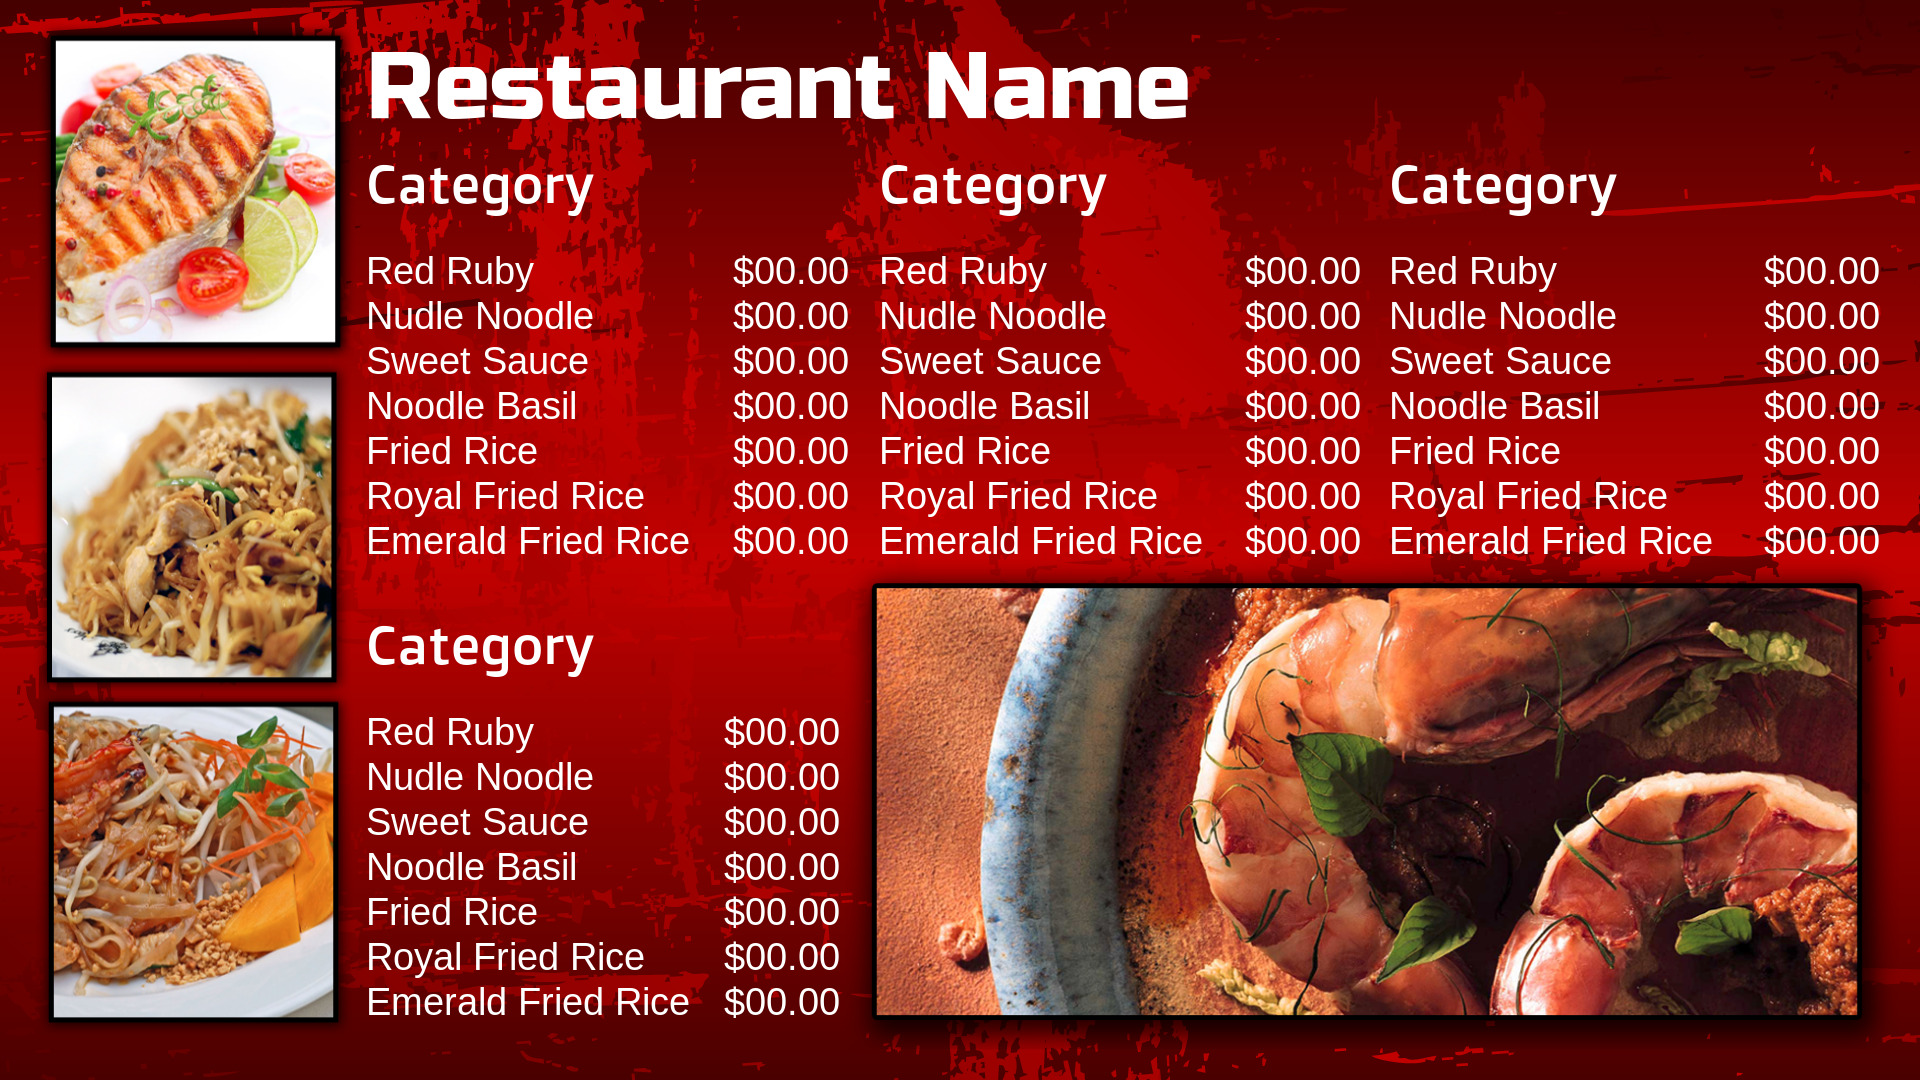 Restaurant Name
Category
Red Ruby $00.00
Nudle Noodle $00.00
Sweet Sauce $00.00
Noodle Basil $00.00
Fried Rice $00.00
Royal Fried Rice $00.00
Emerald Fried Rice $00.00
Category
Red Ruby $00.00
Nudle Noodle $00.00
Sweet Sauce $00.00
Noodle Basil $00.00
Fried Rice $00.00
Royal Fried Rice $00.00
Emerald Fried Rice $00.00
Category
Red Ruby $00.00
Nudle Noodle $00.00
Sweet Sauce $00.00
Noodle Basil $00.00
Fried Rice $00.00
Royal Fried Rice $00.00
Emerald Fried Rice $00.00
Category
Red Ruby $00.00
Nudle Noodle $00.00
Sweet Sauce $00.00
Noodle Basil $00.00
Fried Rice $00.00
Royal Fried Rice $00.00
Emerald Fried Rice $00.00